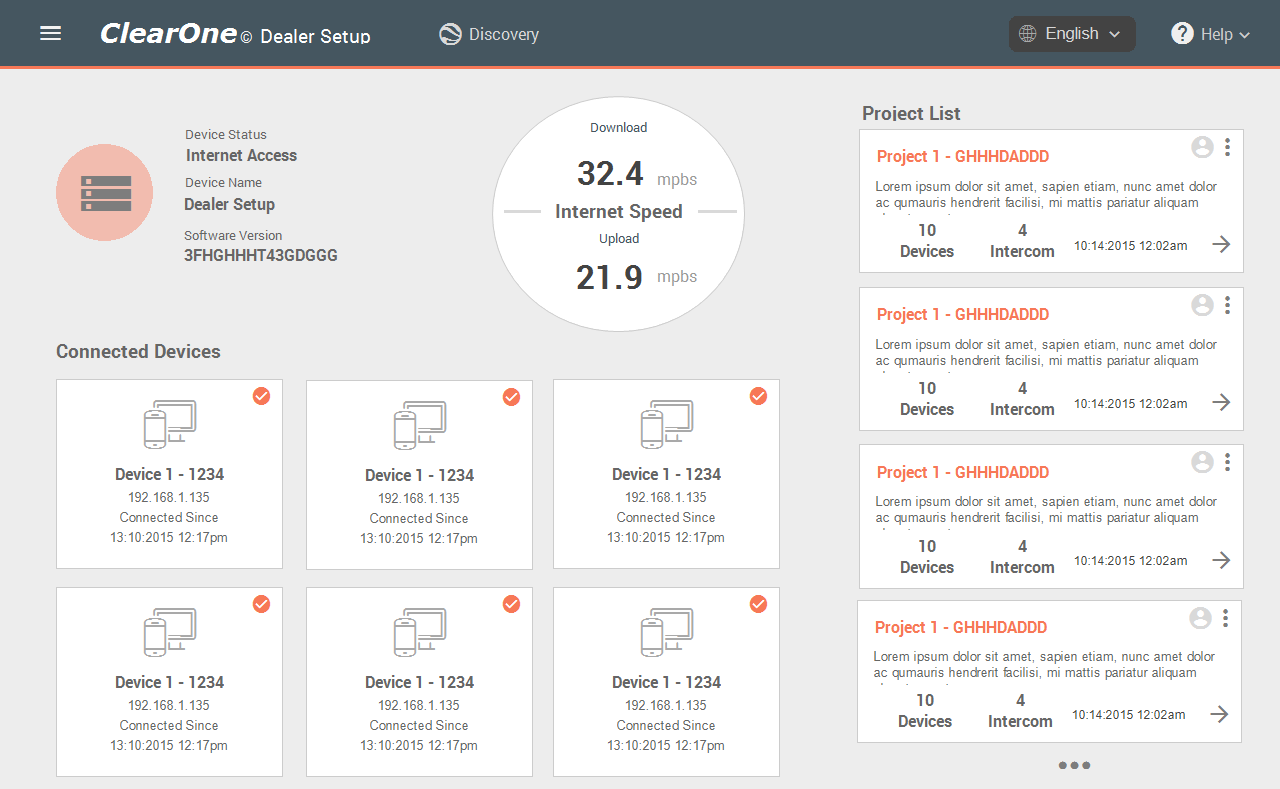 ClearOne© Dealer Setup
Discovery
English
Help
Device Status
Internet Access
Device Name
Dealer Setup
Software Version
3FHGHHHT43GDGGG
Download
32.4 mpbs
Internet Speed
Upload
21.9 mpbs
Connected Devices
Device 1 - 1234
192.168.1.135
Connected Since
13:10:2015 12:17pm
Device 1 - 1234
192.168.1.135
Connected Since
13:10:2015 12:17pm
Device 1 - 1234
192.168.1.135
Connected Since
13:10:2015 12:17pm
Device 1 - 1234
192.168.1.135
Connected Since
13:10:2015 12:17pm
Device 1 - 1234
192.168.1.135
Connected Since
13:10:2015 12:17pm
Device 1 - 1234
192.168.1.135
Connected Since
13:10:2015 12:17pm
Project List
Project 1 - GHHHDADDD
Lorem ipsum dolor sit amet, sapien etiam, nunc amet dolor
ac qumauris hendrerit facilisi, mi mattis pariatur aliquam
10 Devices
4 Intercom
10:14:2015 12:02am
Project 1 - GHHHDADDD
Lorem ipsum dolor sit amet, sapien etiam, nunc amet dolor
ac qumauris hendrerit facilisi, mi mattis pariatur aliquam
10 Devices
4 Intercom
10:14:2015 12:02am
Project 1 - GHHHDADDD
Lorem ipsum dolor sit amet, sapien etiam, nunc amet dolor
ac qumauris hendrerit facilisi, mi mattis pariatur aliquam
10 Devices
4 Intercom
10:14:2015 12:02am
Project 1 - GHHHDADDD
Lorem ipsum dolor sit amet, sapien etiam, nunc amet dolor
ac qumauris hendrerit facilisi, mi mattis pariatur aliquam
10 Devices
4 Intercom
10:14:2015 12:02am